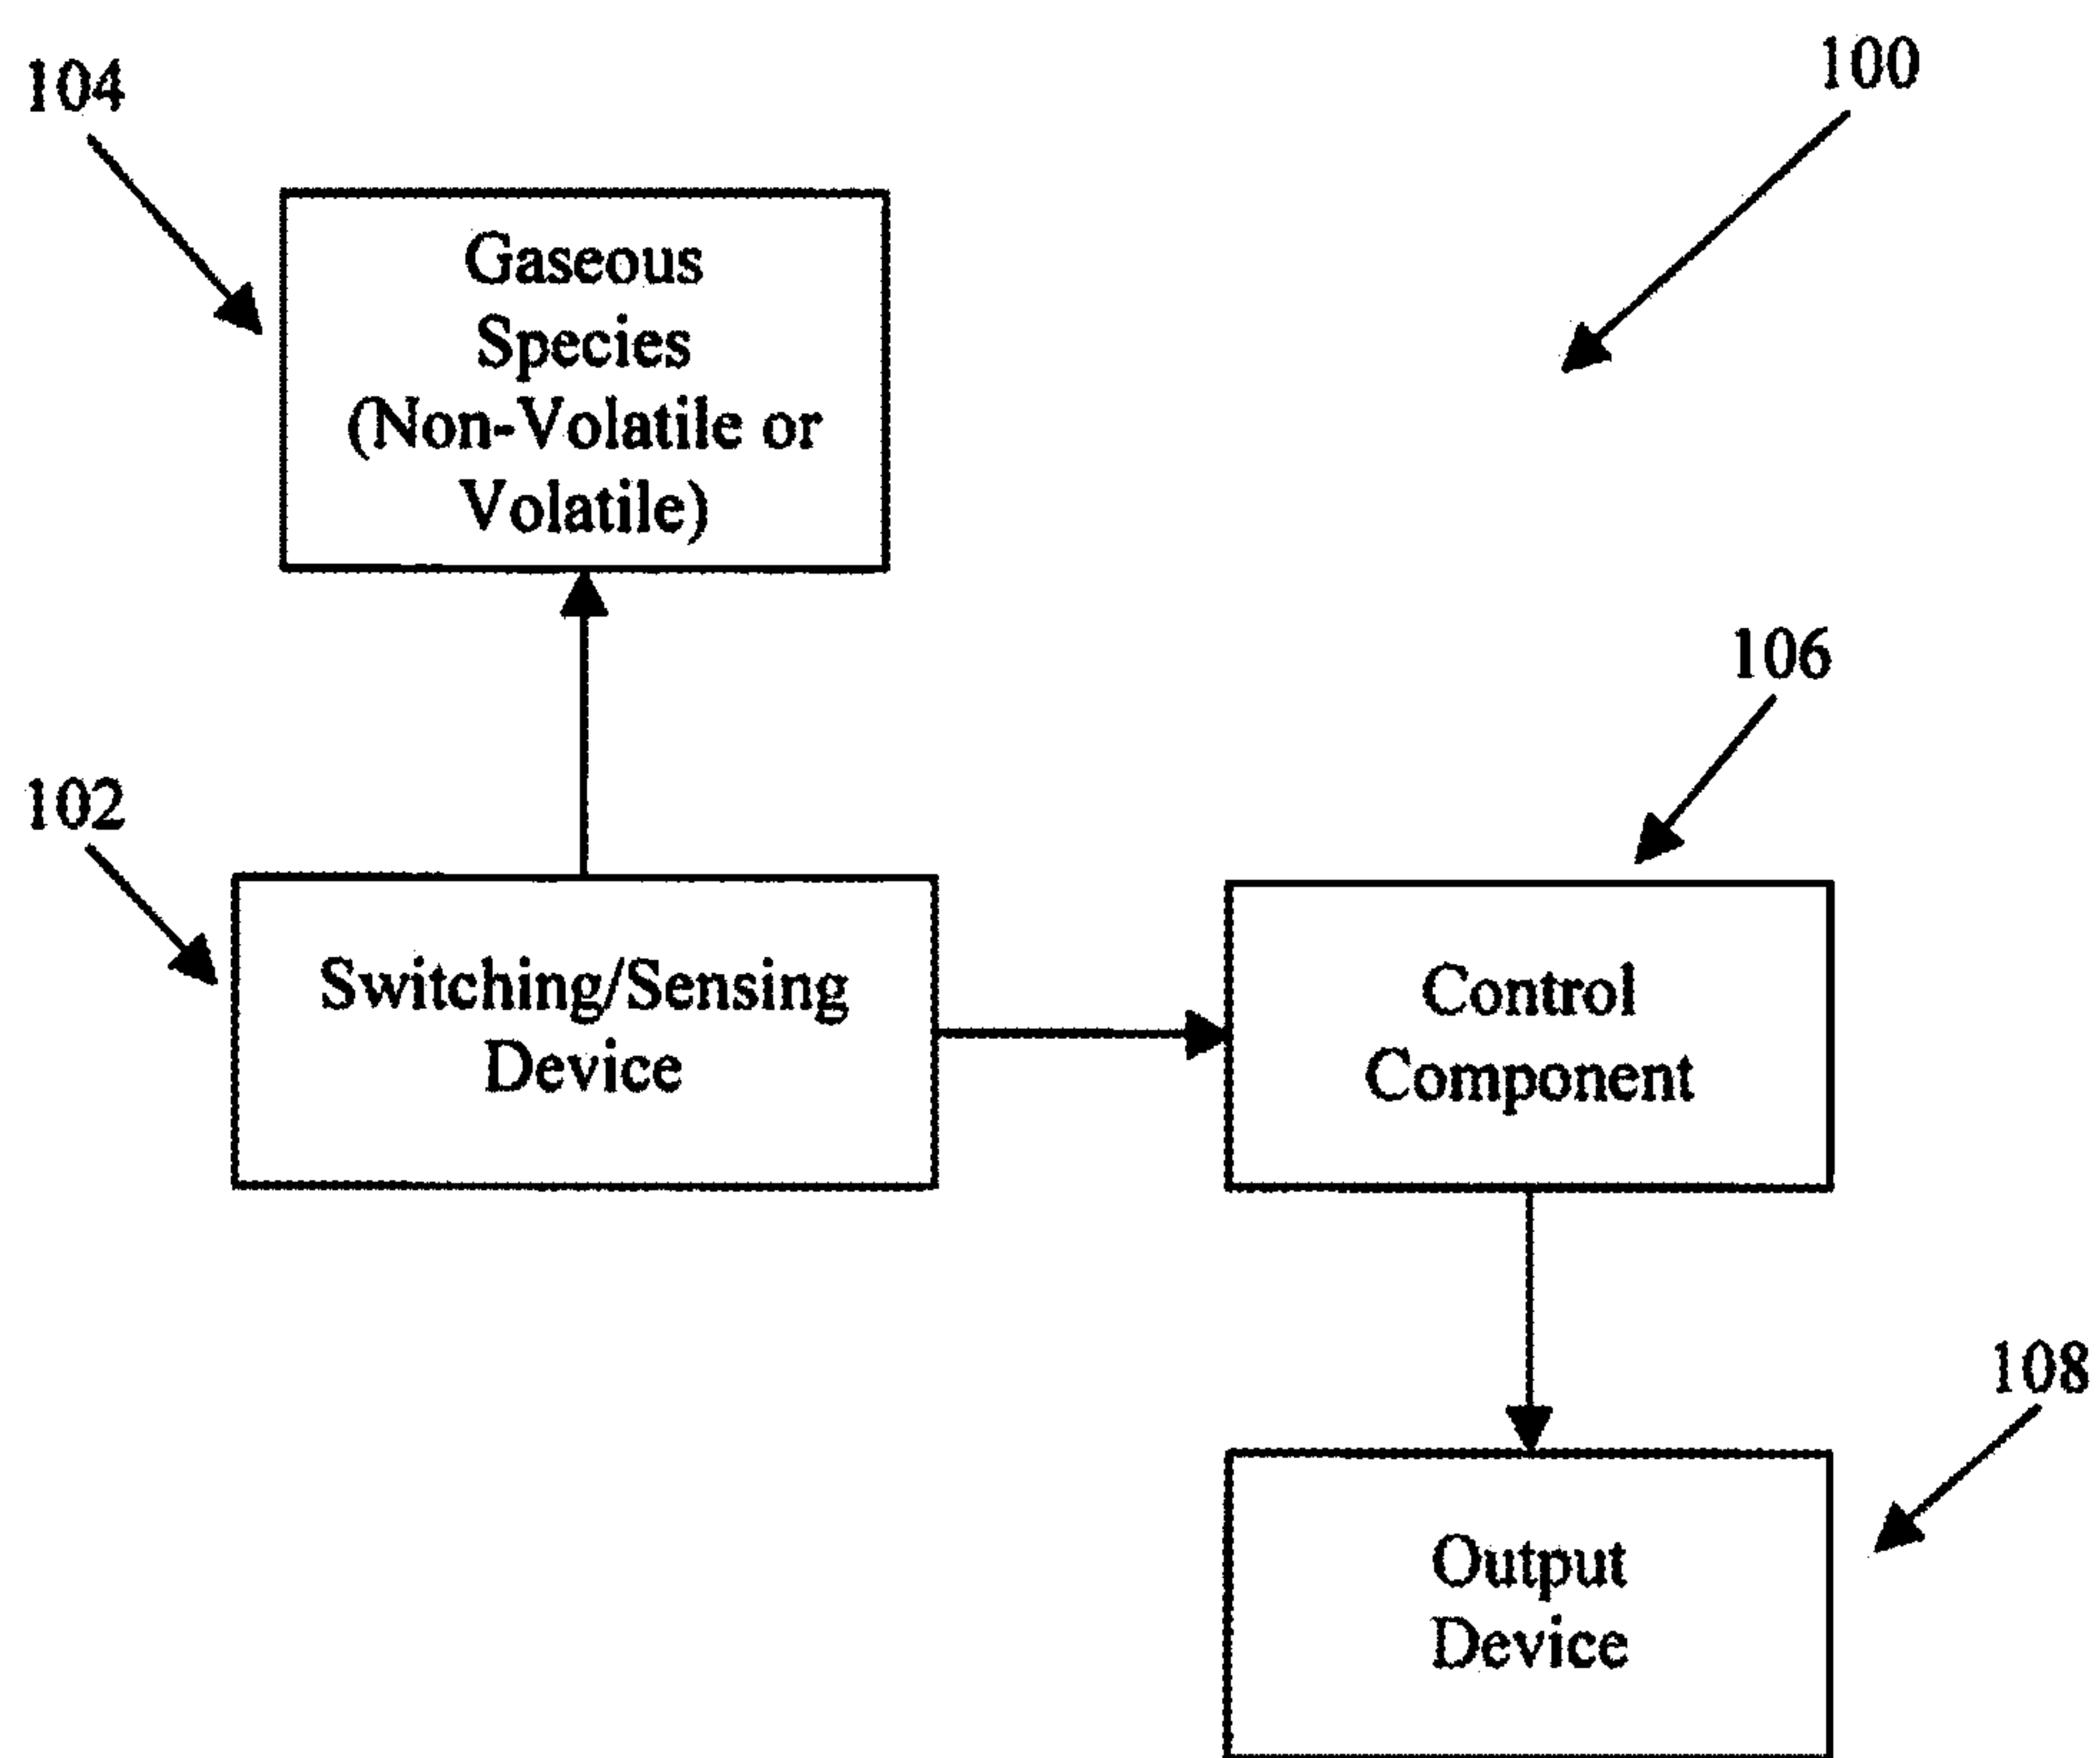 104
100
Gaseous
Species
(Non-Volatile or
Volatile)
106
102
Switching/Sensing
Device
Control
Component
108
Output
Device